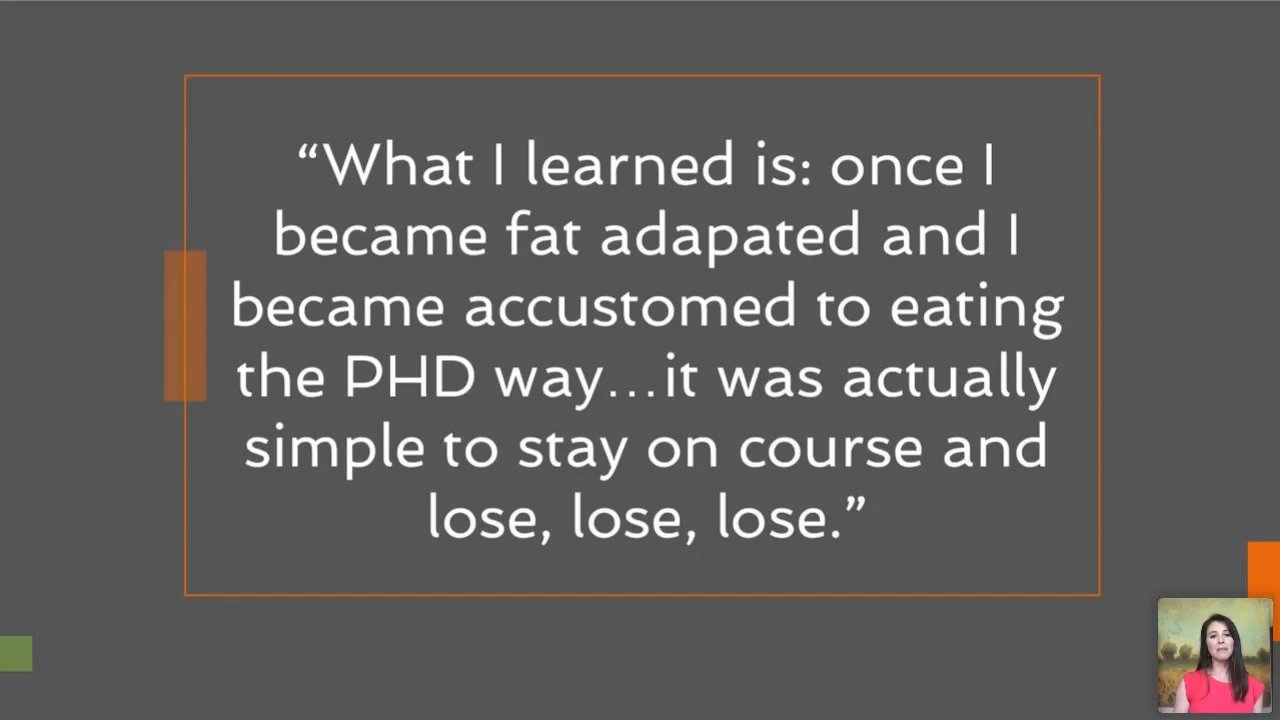 “What I learned is: once I
became fat adapated and I
became accustomed to eating
the PHD way...it was actually
simple to stay on course and
lose, lose, lose.”